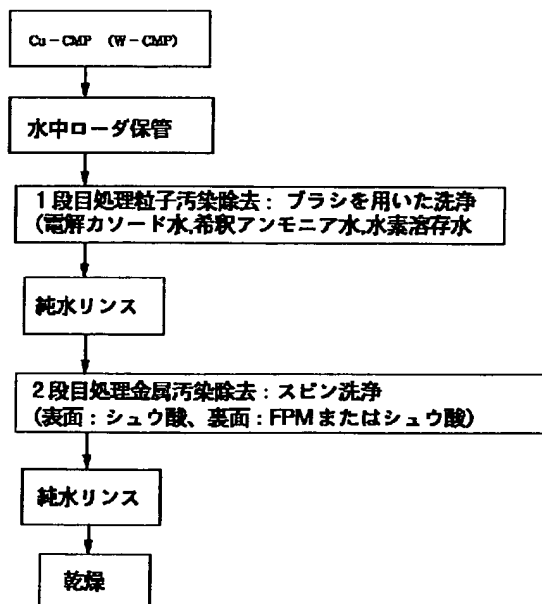 Cu－CMP （W－CMP）
水中ローダ保管
1段目処理粒子汚染除去：ブラシを用いた洗浄
(電解カソード水,希釈アンモニア水,水素溶存水
純水リンス
2段目処理金属汚染除去：スピン洗浄
(表面：シュウ酸、裏面：FPMまたはシュウ酸)
純水リンス
乾燥